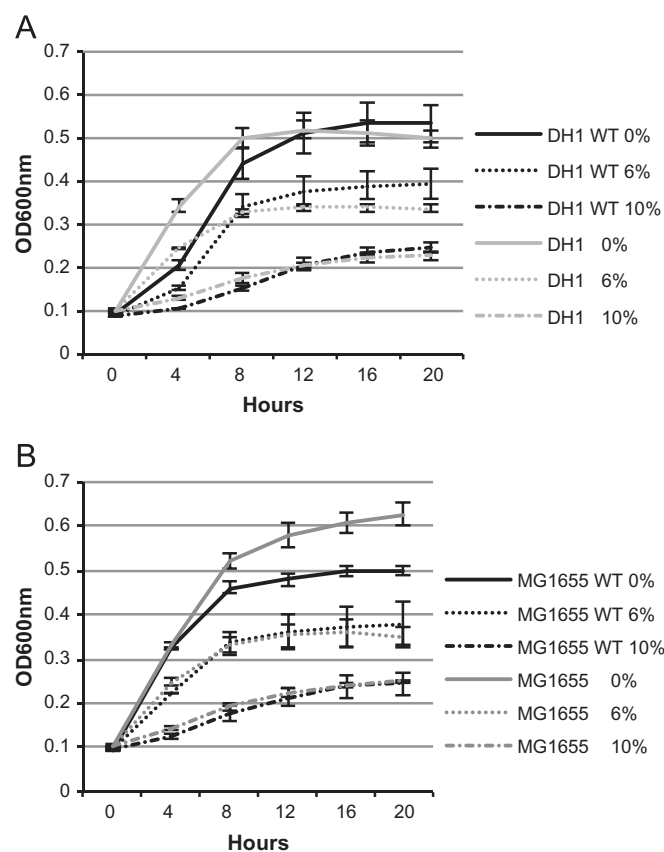 A
0.7
0.6
0.5
0.4
0.3
0.2
0.1
0
OD600nm
0 4 8 12 16 20
Hours
DH1 WT 0%
DH1 WT 6%
DH1 WT 10%
DH1 0%
DH1 6%
DH1 10%
B
0.7
0.6
0.5
0.4
0.3
0.2
0.1
0
OD600nm
0 4 8 12 16 20
Hours
MG1655 WT 0%
MG1655 WT 6%
MG1655 WT 10%
MG1655 0%
MG1655 6%
MG1655 10%